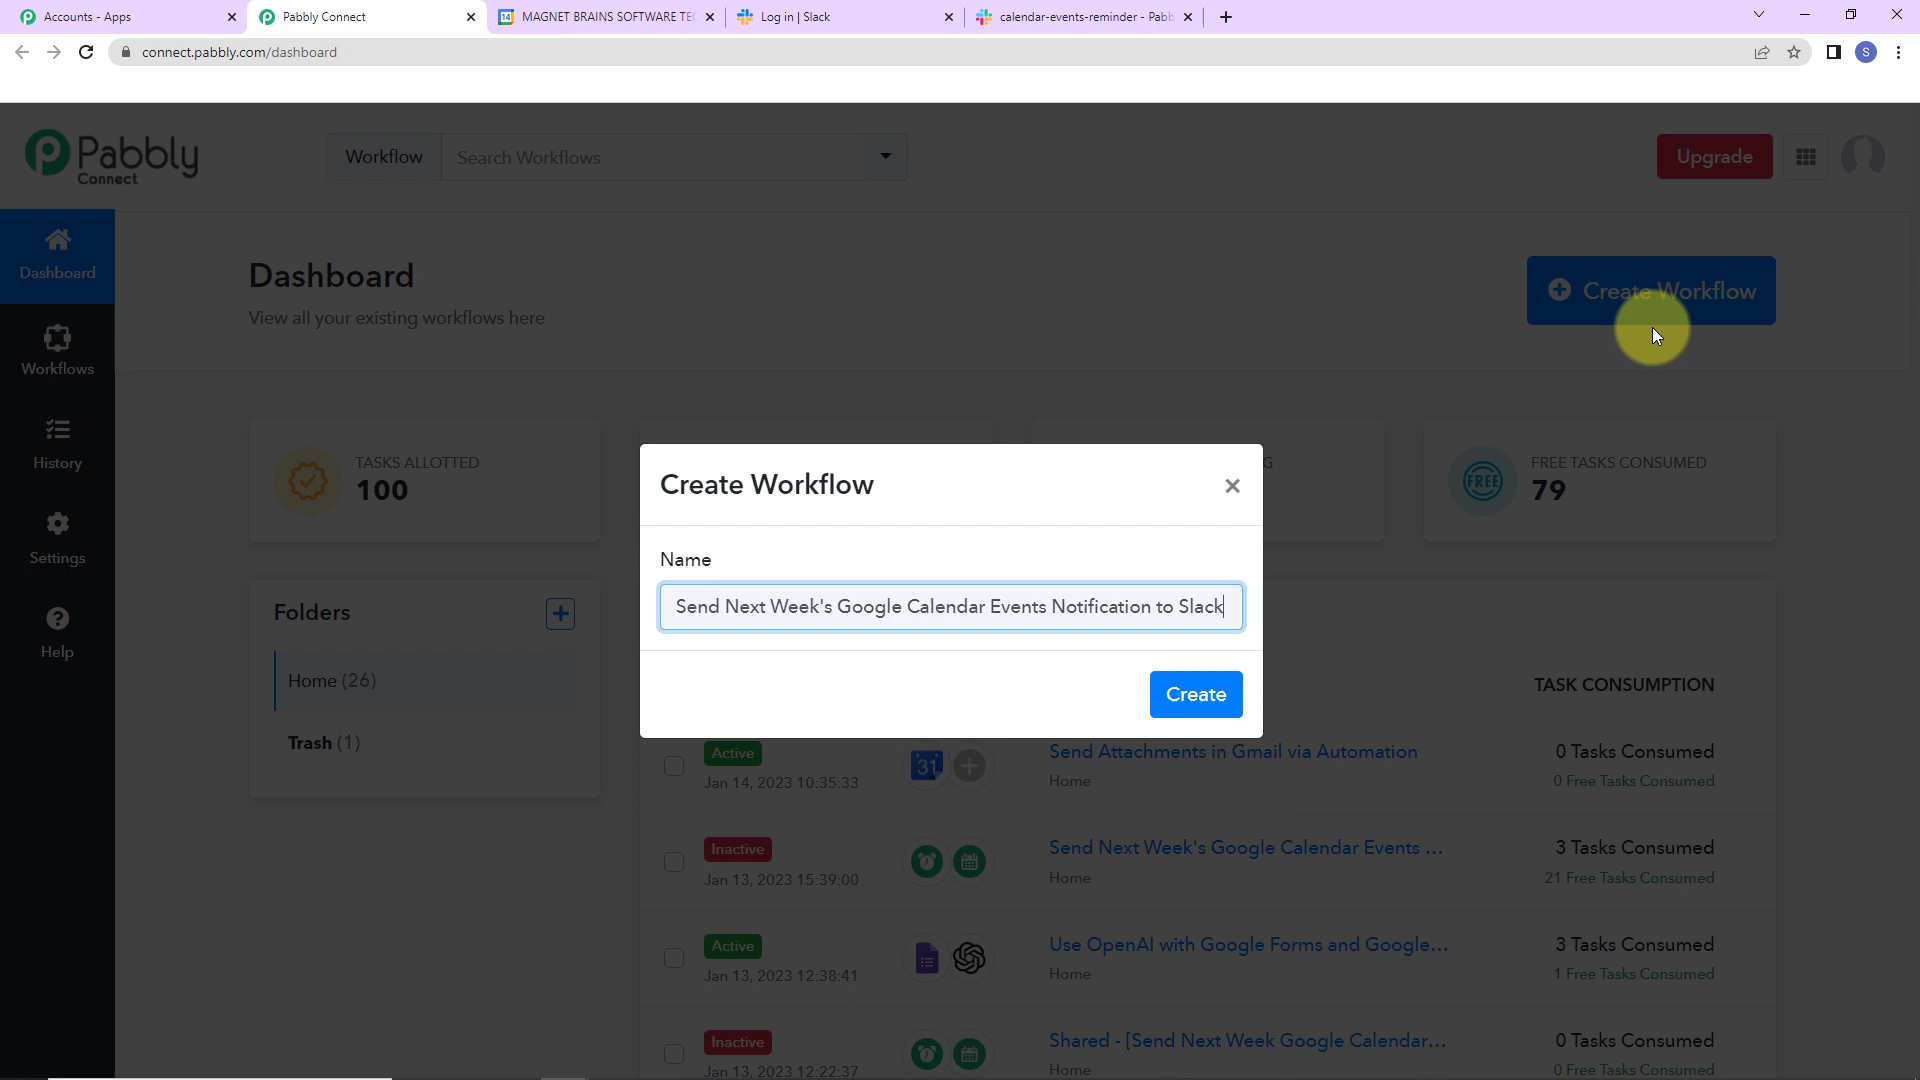 Accounts - Apps
Pabbly Connect
MAGNET BRAINS SOFTWARE TEC
Log in | Slack
calendar-events-reminder - Pabb
connect.pabbly.com/dashboard
S
Pabbly
Connect
Workflow
Search Workflows
Upgrade
Dashboard
Workflows
History
Settings
Help
Dashboard
View all your existing workflows here
Create Workflow
TASKS ALLOTTED
100
G
FREE
FREE TASKS CONSUMED
79
Create Workflow
Name
Send Next Week's Google Calendar Events Notification to Slack
Create
Folders
Home (26)
Trash (1)
TASK CONSUMPTION
Active
Jan 14, 2023 10:35:33
31
Send Attachments in Gmail via Automation
Home
0 Tasks Consumed
0 Free Tasks Consumed
Inactive
Jan 13, 2023 15:39:00
Send Next Week's Google Calendar Events ...
Home
3 Tasks Consumed
21 Free Tasks Consumed
Active
Jan 13, 2023 12:38:41
Use OpenAI with Google Forms and Google...
Home
3 Tasks Consumed
1 Free Tasks Consumed
Inactive
Jan 13, 2023 12:22:37
Shared - [Send Next Week Google Calendar...
Home
0 Tasks Consumed
0 Free Tasks Consumed